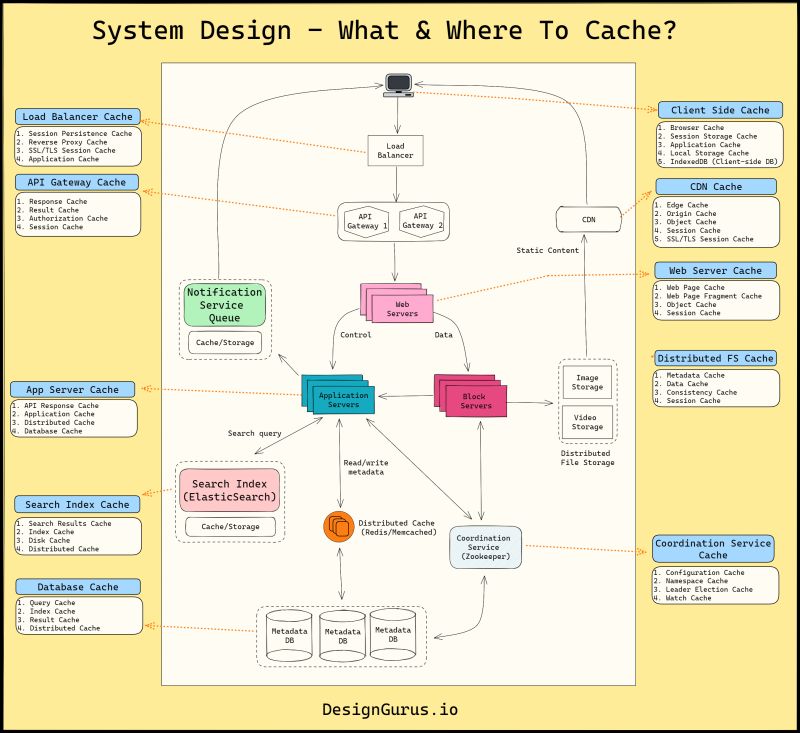 System Design – What & Where To Cache?
Load Balancer Cache
1. Session Persistence Cache
2. Reverse Proxy Cache
3. SSL/TLS Session Cache
4. Application Cache
API Gateway Cache
1. Response Cache
2. Result Cache
3. Authorization Cache
4. Session Cache
App Server Cache
1. API Response Cache
2. Application Cache
3. Distributed Cache
4. Database Cache
Search Index Cache
1. Search Results Cache
2. Index Cache
3. Disk Cache
4. Distributed Cache
Database Cache
1. Query Cache
2. Index Cache
3. Result Cache
4. Distributed Cache
Load
Balancer
API
Gateway 1
API
Gateway 2
CDN
Static Content
Notification
Service
Queue
Cache/Storage
Web
Servers
Control
Data
Application
Servers
Block
Servers
Image
Storage
Video
Storage
Distributed
File Storage
Search query
Read/write
metadata
Search Index
(ElasticSearch)
Cache/Storage
Distributed Cache
(Redis/Memcached)
Coordination
Service
(Zookeeper)
Metadata
DB
Metadata
DB
Metadata
DB
Client Side Cache
1. Browser Cache
2. Session Storage Cache
3. Application Cache
4. Local Storage Cache
5. IndexedDB (Client-side DB)
CDN Cache
1. Edge Cache
2. Origin Cache
3. Object Cache
4. Session Cache
5. SSL/TLS Session Cache
Web Server Cache
1. Web Page Cache
2. Web Page Fragment Cache
3. Object Cache
4. Session Cache
Distributed FS Cache
1. Metadata Cache
2. Data Cache
3. Consistency Cache
4. Session Cache
Coordination Service
Cache
1. Configuration Cache
2. Namespace Cache
3. Leader Election Cache
4. Watch Cache
DesignGurus.io